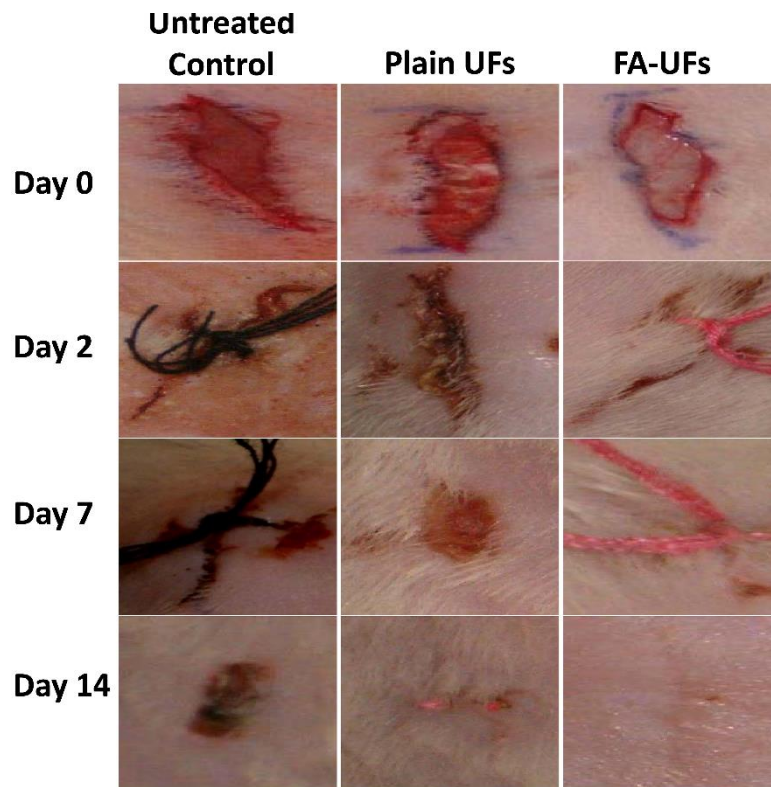 Untreated
Control
Plain UFs
FA-UFs
Day 0
Day 2
Day 7
Day 14